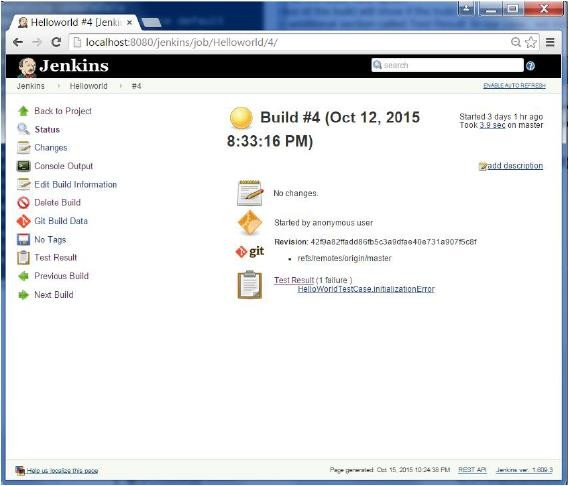 Helloworld #4 [Jenkin
localhost:8080/jenkins/job/Helloworld/4/
Jenkins
search
Jenkins
Helloworld
#4
ENABLE AUTO REFRESH
Back to Project
Status
Changes
Console Output
Edit Build Information
Delete Build
Git Build Data
No Tags
Test Result
Previous Build
Next Build
Build #4 (Oct 12, 2015
8:33:16 PM)
Started 3 days 1 hr ago
Took 3.9 sec on master
add description
No changes.
Started by anonymous user
git
Revision: 42f9a82ffadd86fb5c3a9dfae40e731a907f5c8f
refs/remotes/origin/master
Test Result (1 failure )
HelloWorldTestCase.initializationError
Help us localize this page
Page generated: Oct 15, 2015 10:24:38 PM
REST API
Jenkins ver. 1.609.3